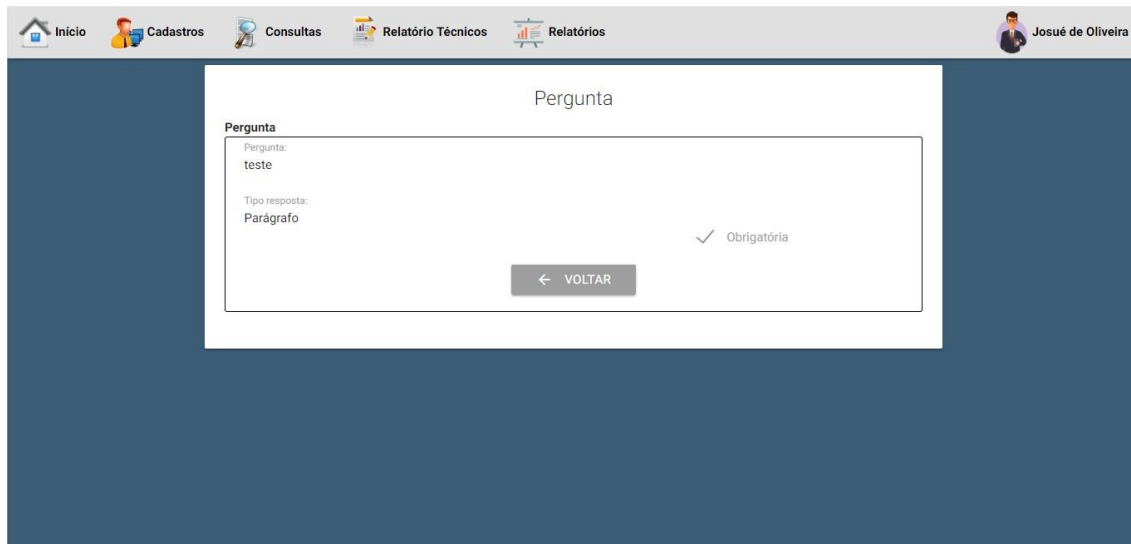 Início Cadastros Consultas Relatório Técnicos Relatórios Josué de Oliveira
Pergunta
Pergunta
Pergunta:
teste
Tipo resposta:
Parágrafo
Obrigatória
VOLTAR